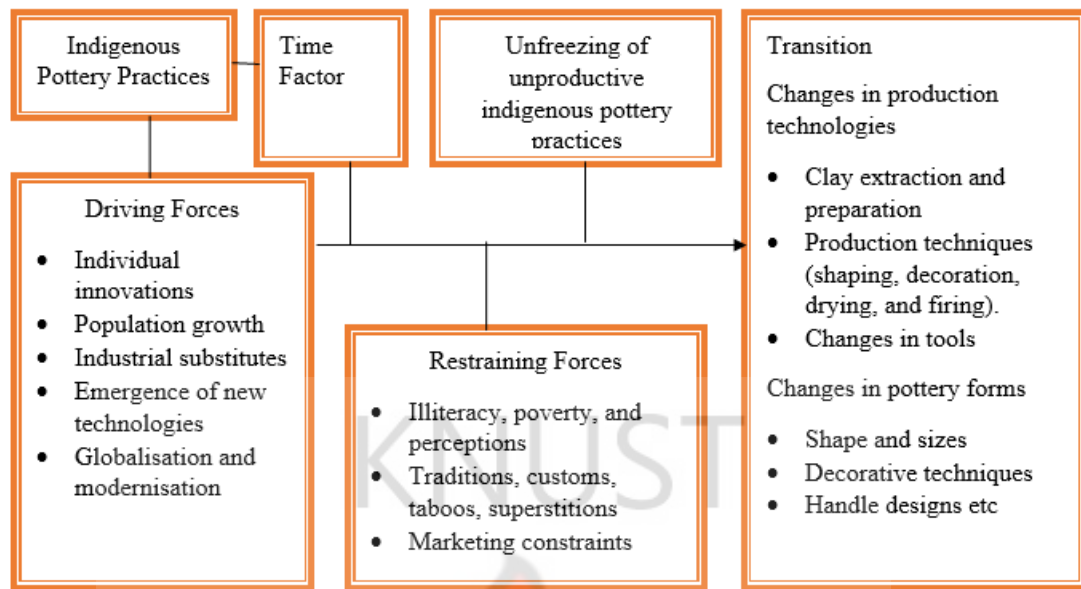 Indigenous
Pottery Practices
Time
Factor
Unfreezing of
unproductive
indigenous pottery
practices
Transition
Changes in production
technologies
• Clay extraction and
preparation
• Production techniques
(shaping, decoration,
drying, and firing).
• Changes in tools
Changes in pottery forms
• Shape and sizes
• Decorative techniques
• Handle designs etc
Driving Forces
• Individual
innovations
• Population growth
• Industrial substitutes
• Emergence of new
technologies
• Globalisation and
modernisation
Restraining Forces
• Illiteracy, poverty, and
perceptions
• Traditions, customs,
taboos, superstitions
• Marketing constraints
KNUST